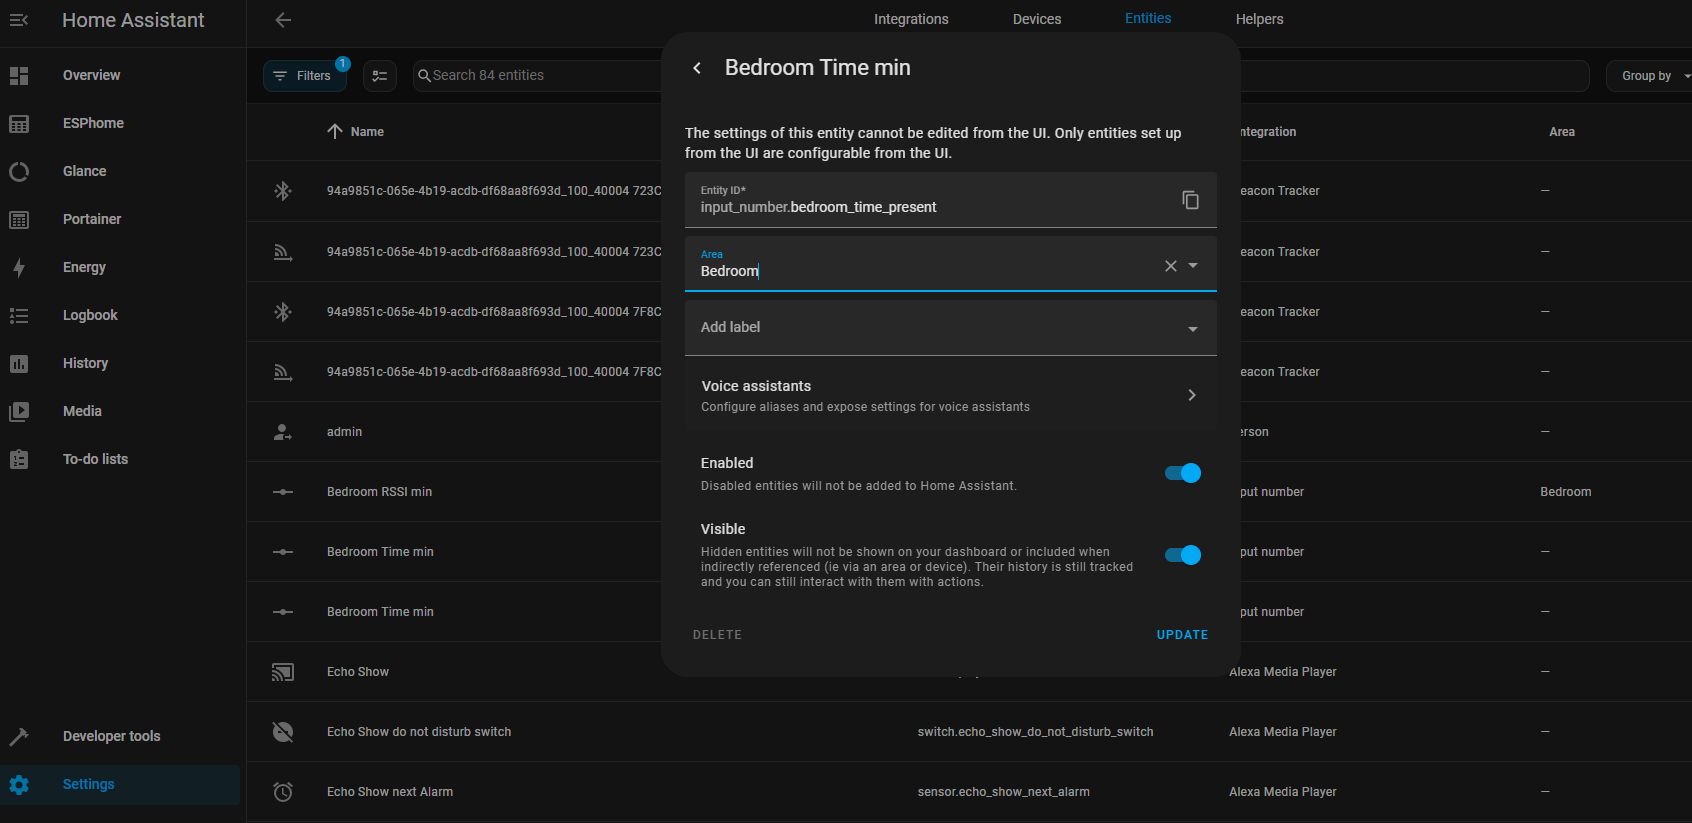 Home Assistant
Overview
ESPhome
Glance
Portainer
Energy
Logbook
History
Media
To-do lists
Developer tools
Settings
Integrations
Devices
Entities
Helpers
Filters
1
Search 84 entities
Group by
Name
ntegration
Area
94a9851c-065e-4b19-acdb-df68aa8f693d_100_40004 723C
eacon Tracker
—
94a9851c-065e-4b19-acdb-df68aa8f693d_100_40004 723C
eacon Tracker
—
94a9851c-065e-4b19-acdb-df68aa8f693d_100_40004 7F8C
eacon Tracker
—
94a9851c-065e-4b19-acdb-df68aa8f693d_100_40004 7F8C
eacon Tracker
—
admin
erson
—
Bedroom RSSI min
put number
Bedroom
Bedroom Time min
put number
—
Bedroom Time min
put number
—
Echo Show
Alexa Media Player
—
Echo Show do not disturb switch
switch.echo_show_do_not_disturb_switch
Alexa Media Player
—
Echo Show next Alarm
sensor.echo_show_next_alarm
Alexa Media Player
—
Bedroom Time min
The settings of this entity cannot be edited from the UI. Only entities set up
from the UI are configurable from the UI.
Entity ID*
input_number.bedroom_time_present
Area
Bedroom
Add label
Voice assistants
Configure aliases and expose settings for voice assistants
Enabled
Disabled entities will not be added to Home Assistant.
Visible
Hidden entities will not be shown on your dashboard or included when
indirectly referenced (ie via an area or device). Their history is still tracked
and you can still interact with them with actions.
DELETE
UPDATE